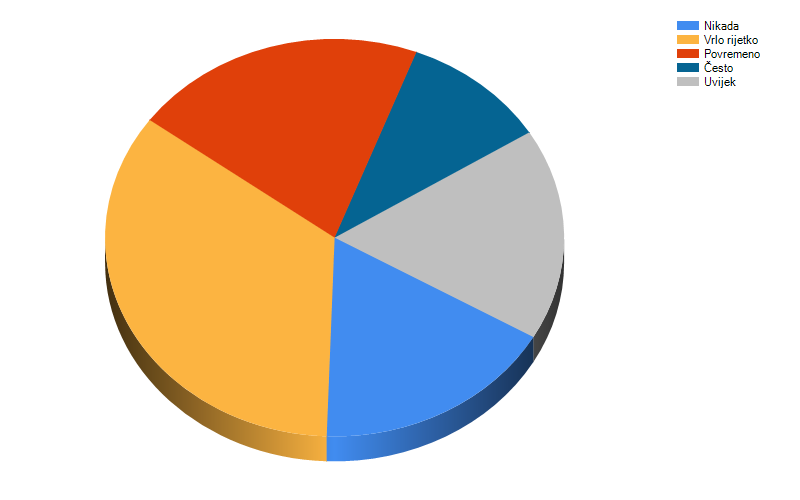 Nikada
Vrlo rijetko
Povremeno
Često
Uvijek